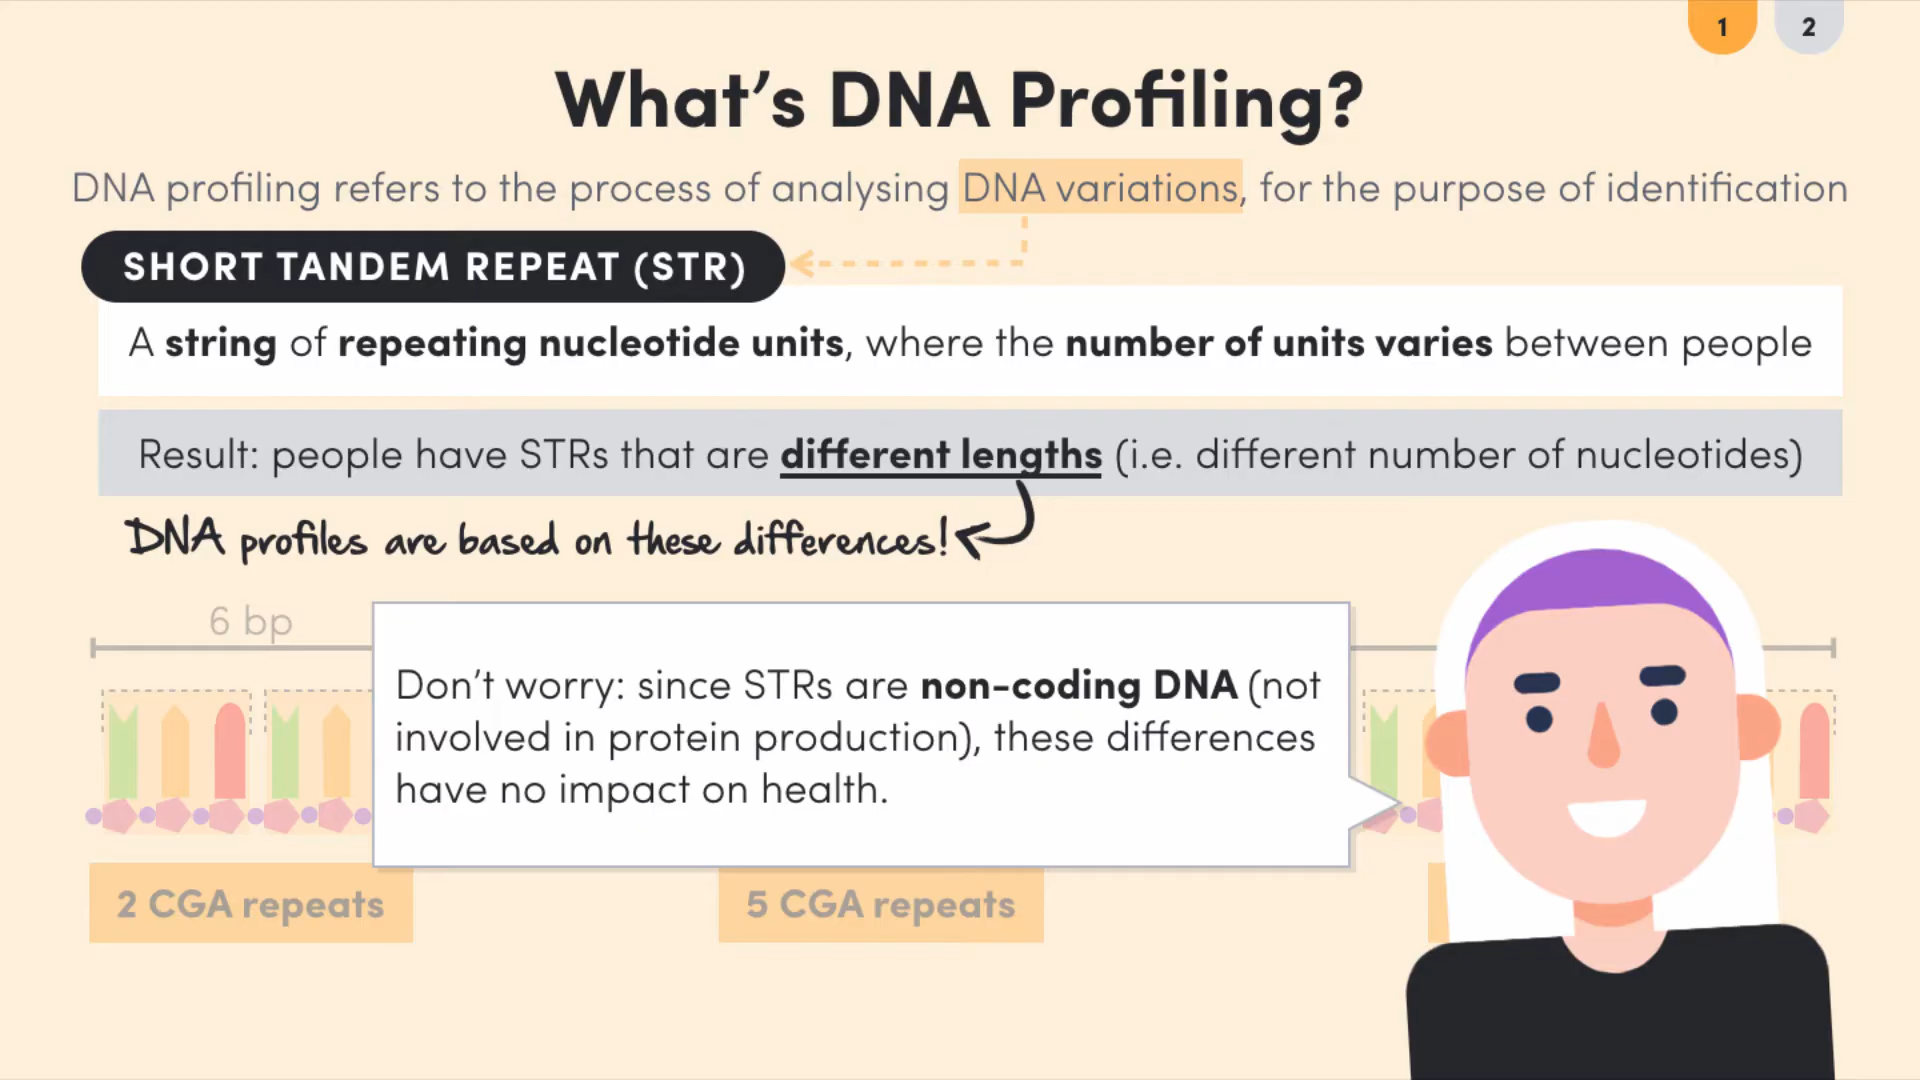 1
2
What's DNA Profiling?
DNA profiling refers to the process of analysing DNA variations, for the purpose of identification
SHORT TANDEM REPEAT (STR)
A string of repeating nucleotide units, where the number of units varies between people
Result: people have STRs that are different lengths (i.e. different number of nucleotides)
DNA profiles are based on these differences!
6 bp
Don't worry: since STRs are non-coding DNA (not
involved in protein production), these differences
have no impact on health.
2 CGA repeats
5 CGA repeats